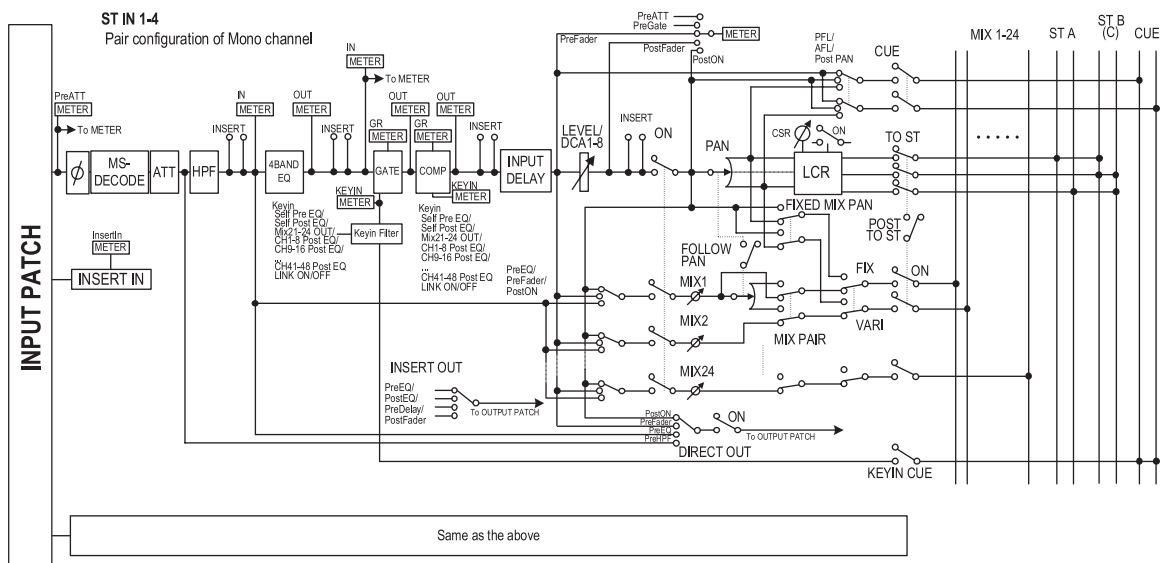 ST IN 1-4
Pair configuration of Mono channel
INPUT PATCH
PreATT
METER
To METER
ø
MS-
DECODE
ATT
HPF
INSERT
IN
METER
4BAND
EQ
OUT
METER
INSERT
IN
METER
To METER
GR
METER
GATE
OUT
METER
GR
METER
COMP
OUT
METER
INSERT
INPUT
DELAY
KEYIN
METER
Keyin Filter
KEYIN
METER
Keyin
Self Pre EQ/
Self Post EQ/
Mix21-24 OUT/
CH1-8 Post EQ/
CH9-16 Post EQ/
...
CH41-48 Post EQ
LINK ON/OFF
Keyin
Self Pre EQ/
Self Post EQ/
Mix21-24 OUT/
CH1-8 Post EQ/
CH9-16 Post EQ/
...
CH41-48 Post EQ
LINK ON/OFF
InsertIn
METER
INSERT IN
PreATT
PreGate
PreFader
METER
PostFader
PostON
LEVEL/
DCA1-8
INSERT
ON
PAN
PFL/
AFL/
Post PAN
CUE
CSR
ON
LCR
TO ST
FIXED MIX PAN
POST
TO ST
FOLLOW
PAN
PreEQ/
PreFader/
PostON
MIX1
MIX2
MIX24
MIX PAIR
FIX
VARI
ON
INSERT OUT
PreEQ/
PostEQ/
PreDelay/
PostFader
To OUTPUT PATCH
PostON
PreFader
PreEQ
PreHPF
ON
To OUTPUT PATCH
DIRECT OUT
KEYIN CUE
MIX 1-24
ST A
ST B
(C)
CUE
.....
Same as the above